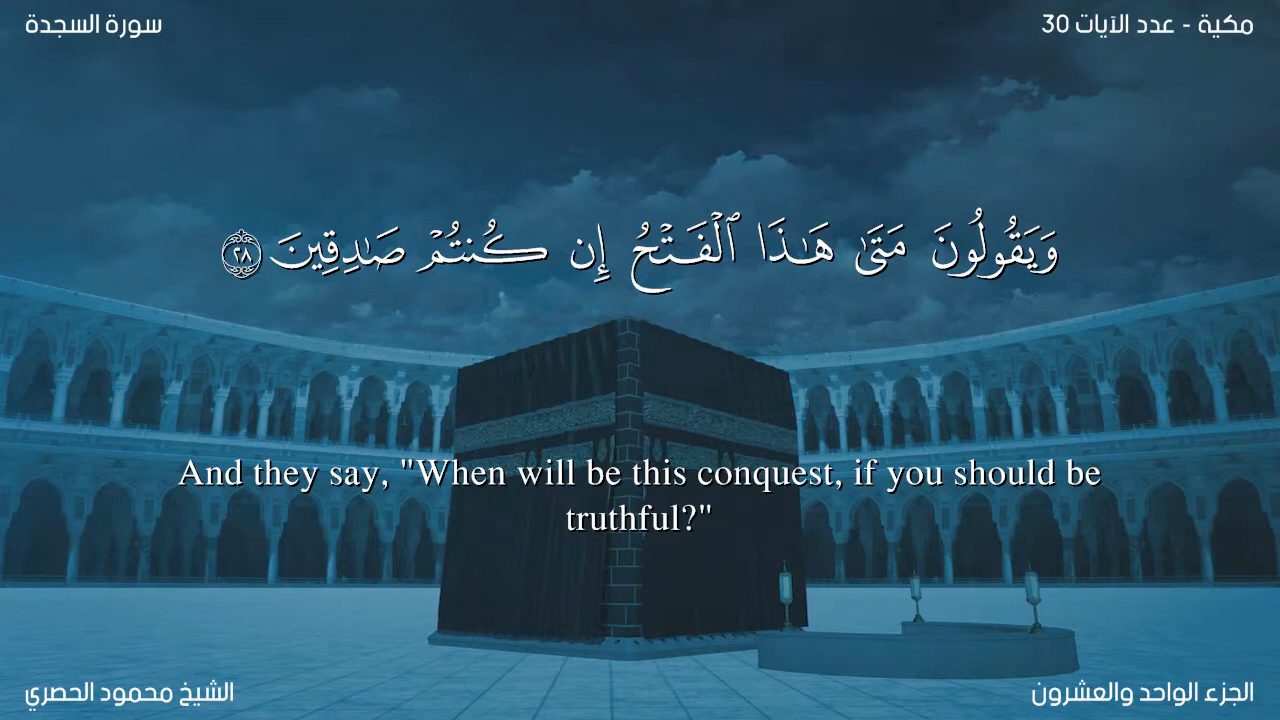 سورة السجدة
مكية - عدد الآيات 30
وَيَقُولُونَ مَتَىٰ هَـٰذَا ٱلْفَتْحُ إِن كُنتُمْ صَـٰدِقِينَ ٢٨
And they say, "When will be this conquest, if you should be
truthful?"
الشيخ محمود الحصري
الجزء الواحد والعشرون